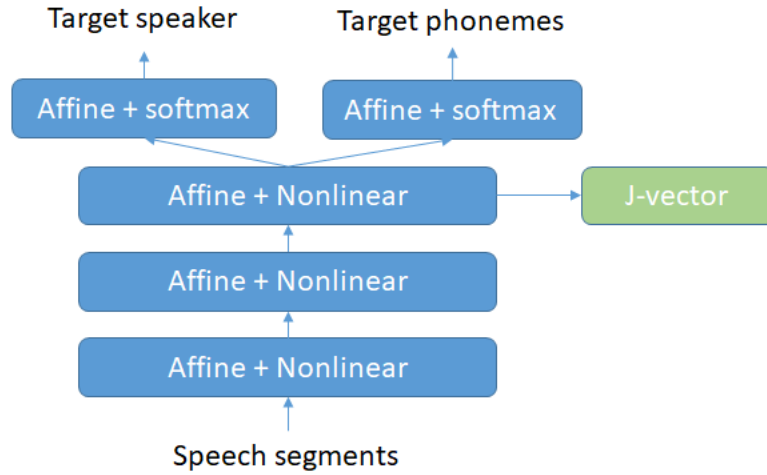 Target speaker
Target phonemes
Affine + softmax
Affine + softmax
Affine + Nonlinear
J-vector
Affine + Nonlinear
Affine + Nonlinear
Speech segments